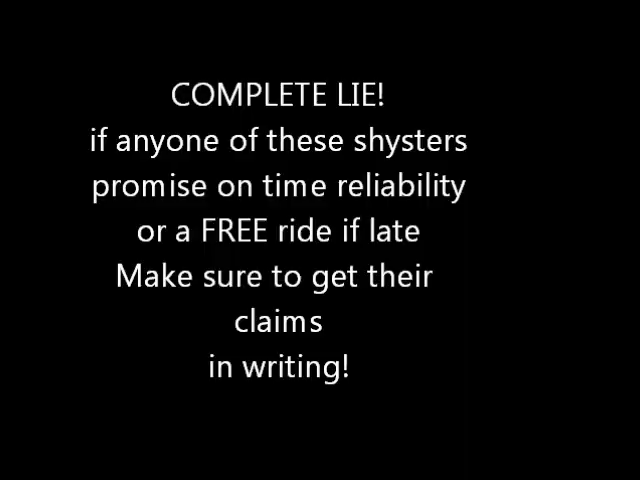 COMPLETE LIE!
if anyone of these shysters
promise on time reliability
or a FREE ride if late
Make sure to get their
claims
in writing!